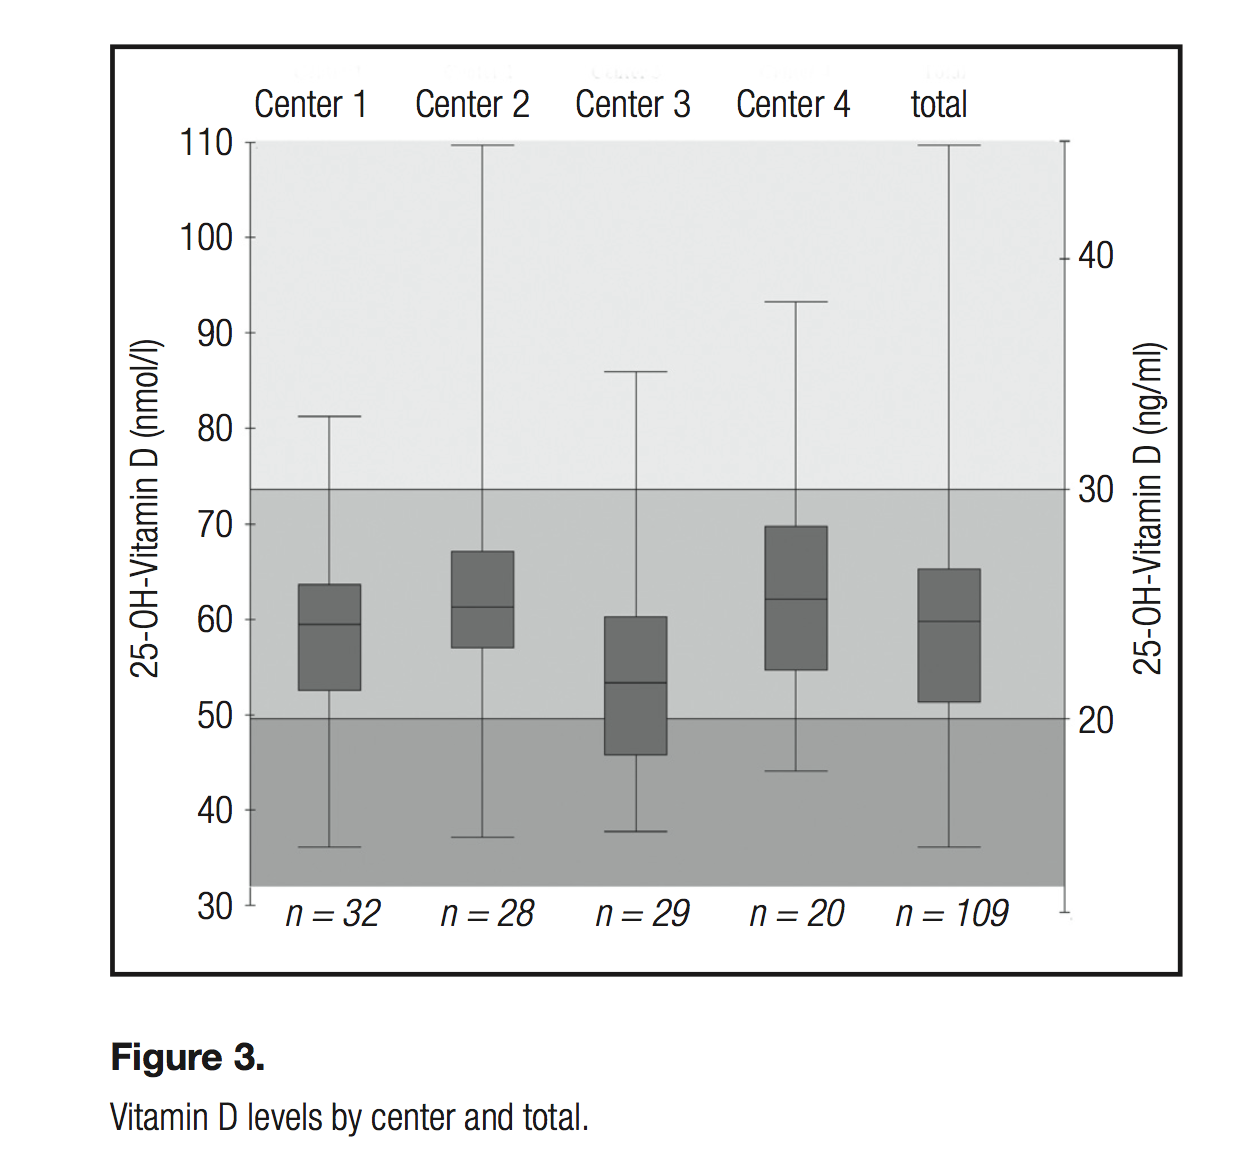 Center 1 Center 2 Center 3 Center 4 total
110
100
90
80
70
60
50
40
30
25-OH-Vitamin D (nmol/l)
40
30
20
25-OH-Vitamin D (ng/ml)
n = 32 n = 28 n = 29 n = 20 n = 109
Figure 3.
Vitamin D levels by center and total.